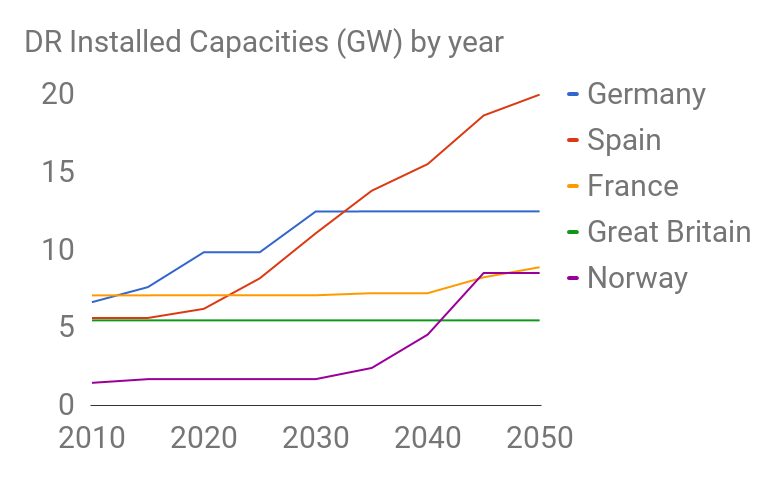 DR Installed Capacities (GW) by year
20
15
10
5
0
2010 2020 2030 2040 2050
Germany
Spain
France
Great Britain
Norway